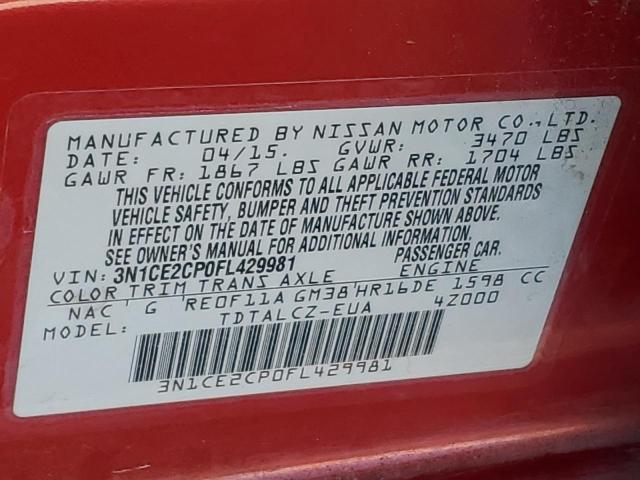 MANUFACTURED BY NISSAN MOTOR CO.,LTD.
DATE: 04/15. GVWR: 3470 LBS
GAWR FR: 1867 LBS GAWR RR: 1704 LBS
THIS VEHICLE CONFORMS TO ALL APPLICABLE FEDERAL MOTOR
VEHICLE SAFETY, BUMPER AND THEFT PREVENTION STANDARDS
IN EFFECT ON THE DATE OF MANUFACTURE SHOWN ABOVE.
SEE OWNER'S MANUAL FOR ADDITIONAL INFORMATION
VIN: 3N1CE2CP0FL429981 PASSENGER CAR.
COLOR TRIM TRANS AXLE ENGINE
NAC G RE0F11A GM38 HR16DE 1598 CC
MODEL: TDTALCZ-EUA 4Z000
3N1CE2CP0FL429981